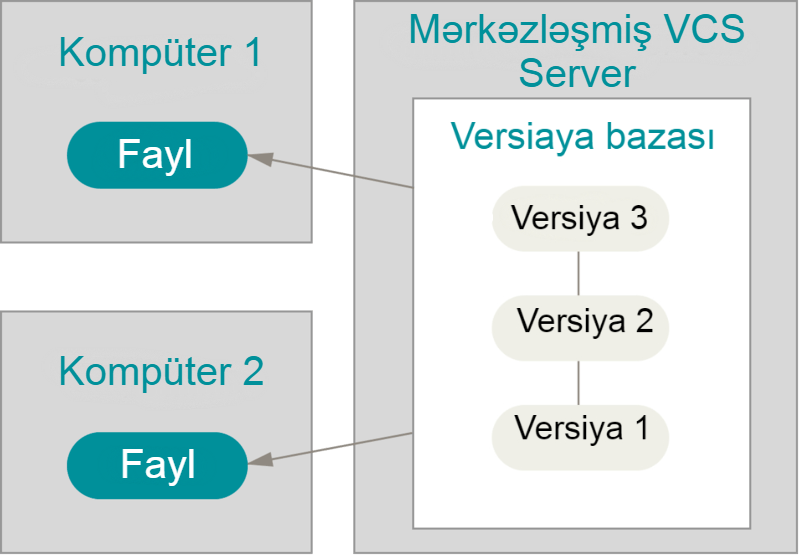 Kompüter 1
Fayl
Kompüter 2
Fayl
Mərkəzləşmiş VCS
Server
Versiaya bazası
Versiya 3
Versiya 2
Versiya 1